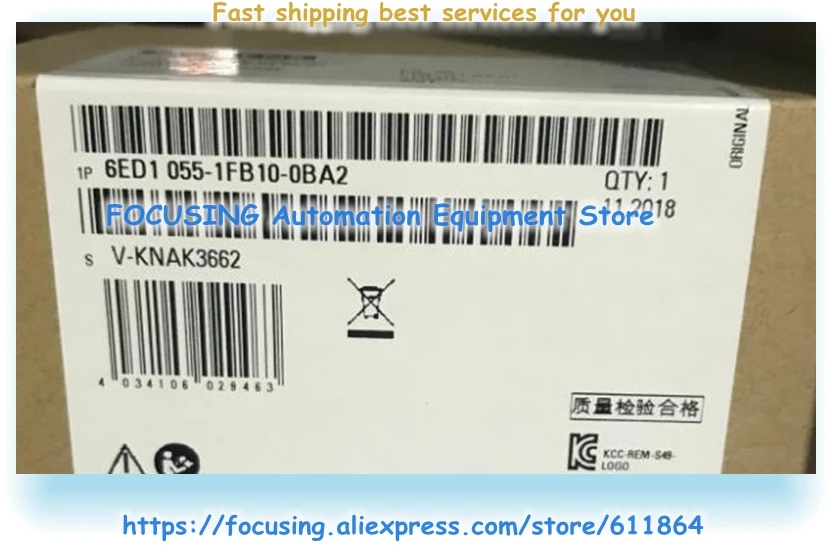 Fast shipping best services for you
ORIGINAL
1P 6ED1 055-1FB10-0BA2
QTY: 1
11.2018
FOCUSING Automation Equipment Store
S V-KNAK3662
4 034106 029463
质量检验合格
KCC-REM-S49-
LOGO
https://focusing.aliexpress.com/store/611864